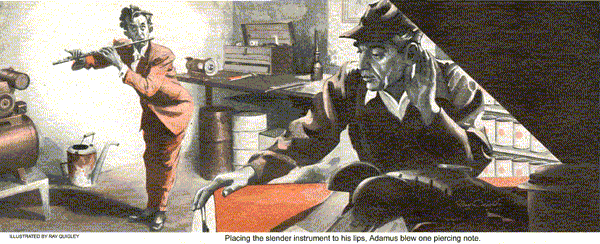 ILLUSTRATED BY RAY QUIGLEY
Placing the slender instrument to his lips, Adamus blew one piercing note.